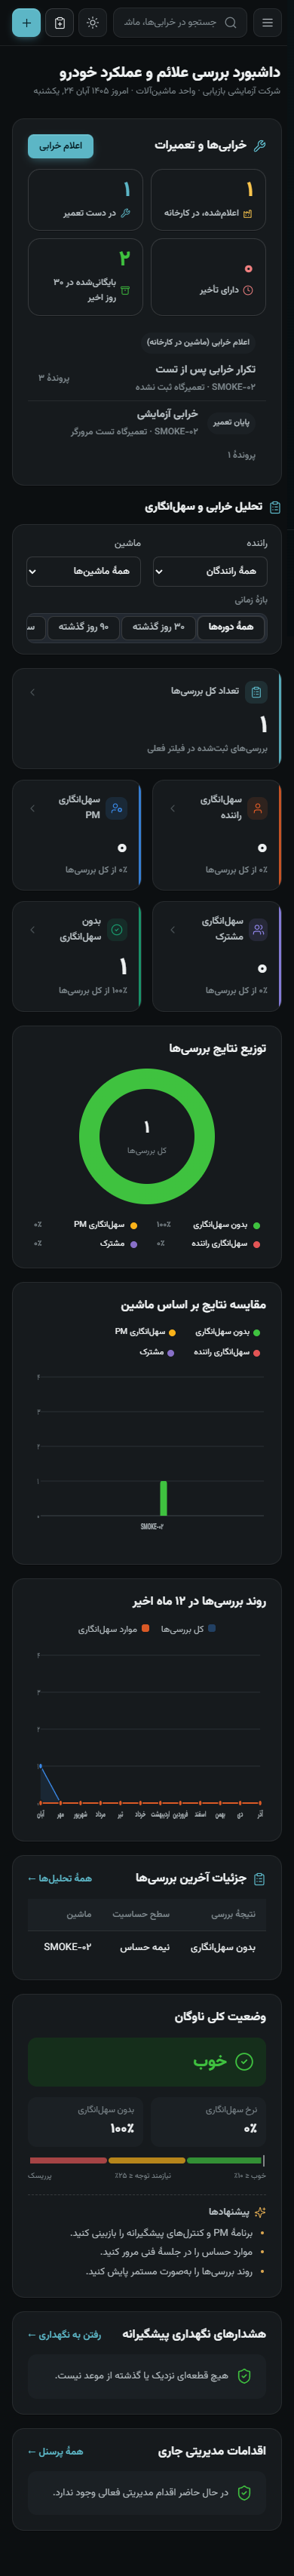 جستجو در خرابی‌ها، ماشـ
داشبورد بررسی علائم و عملکرد خودرو
شرکت آزمایشی بازیابی · واحد ماشین‌آلات · امروز ۱۴۰۵ آبان ۲۴, یکشنبه
خرابی‌ها و تعمیرات
اعلام خرابی
۱
اعلام‌شده، در کارخانه
۱
در دست تعمیر
۰
دارای تأخیر
۲
بایگانی‌شده در ۳۰ روز اخیر
اعلام خرابی (ماشین در کارخانه)
تکرار خرابی پس از تست
SMOKE-۰۲ · تعمیرگاه ثبت نشده
پروندهٔ ۳
پایان تعمیر
خرابی آزمایشی
SMOKE-۰۲ · تعمیرگاه تست مرورگر
پروندهٔ ۱
تحلیل خرابی و سهل‌انگاری
راننده
ماشین
همهٔ رانندگان
همهٔ ماشین‌ها
بازهٔ زمانی
همهٔ دوره‌ها
۳۰ روز گذشته
۹۰ روز گذشته
تعداد کل بررسی‌ها
۱
بررسی‌های ثبت‌شده در فیلتر فعلی
سهل‌انگاری راننده
۰
۰٪ از کل بررسی‌ها
سهل‌انگاری PM
۰
۰٪ از کل بررسی‌ها
سهل‌انگاری مشترک
۰
۰٪ از کل بررسی‌ها
بدون سهل‌انگاری
۱
۱۰۰٪ از کل بررسی‌ها
توزیع نتایج بررسی‌ها
۱
کل بررسی‌ها
بدون سهل‌انگاری ۱۰۰٪
سهل‌انگاری PM ۰٪
سهل‌انگاری راننده ۰٪
مشترک ۰٪
مقایسه نتایج بر اساس ماشین
بدون سهل‌انگاری
سهل‌انگاری PM
سهل‌انگاری راننده
مشترک
۴
۳
۲
۱
۰
SMOKE-۰۲
روند بررسی‌ها در ۱۲ ماه اخیر
کل بررسی‌ها
موارد سهل‌انگاری
۴
۳
۲
آذر دی بهمن اسفند فروردین اردیبهشت خرداد تیر مرداد شهریور مهر آبان
جزئیات آخرین بررسی‌ها
همهٔ تحلیل‌ها ←
نتیجهٔ بررسی
سطح حساسیت
ماشین
بدون سهل‌انگاری
نیمه حساس
SMOKE-۰۲
وضعیت کلی ناوگان
خوب
نرخ سهل‌انگاری
۰٪
بدون سهل‌انگاری
۱۰۰٪
خوب ≤ ۱۰٪
نیازمند توجه ≤ ۲۵٪
پرریسک
پیشنهادها
برنامهٔ PM و کنترل‌های پیشگیرانه را بازبینی کنید.
موارد حساس را در جلسهٔ فنی مرور کنید.
روند بررسی‌ها را به‌صورت مستمر پایش کنید.
هشدارهای نگهداری پیشگیرانه
رفتن به نگهداری ←
هیچ قطعه‌ای نزدیک یا گذشته از موعد نیست.
اقدامات مدیریتی جاری
همهٔ پرسنل ←
در حال حاضر اقدام مدیریتی فعالی وجود ندارد.